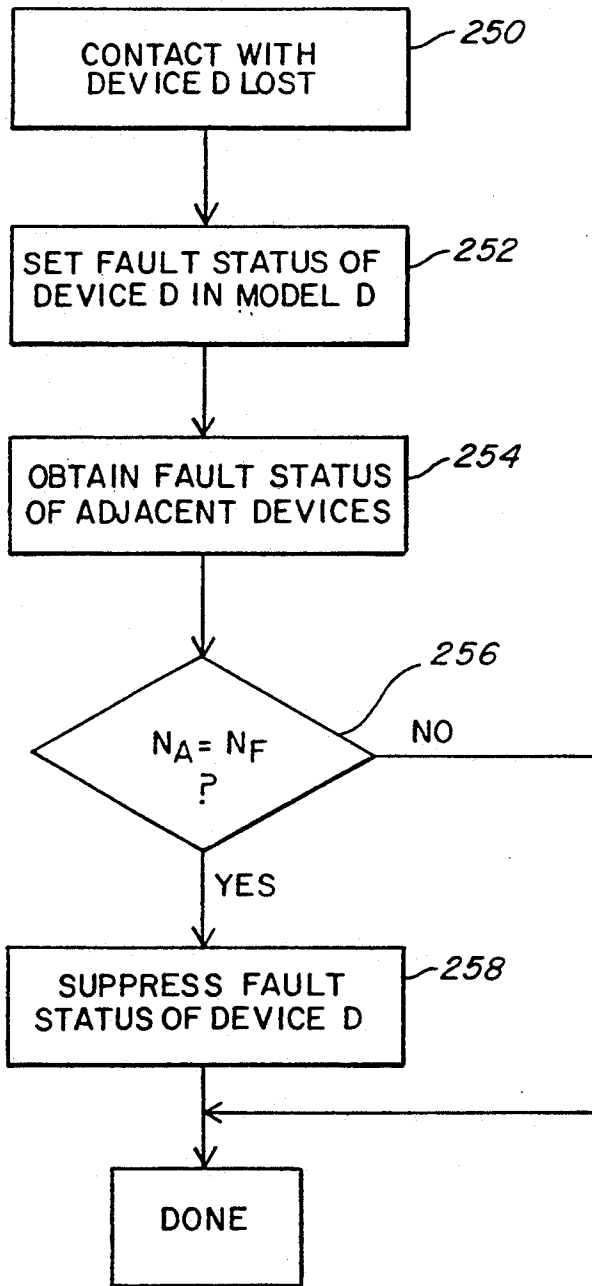 250
CONTACT WITH
DEVICE D LOST
252
SET FAULT STATUS OF
DEVICE D IN MODEL D
254
OBTAIN FAULT STATUS
OF ADJACENT DEVICES
256
NA = NF
?
NO
YES
258
SUPPRESS FAULT
STATUS OF DEVICE D
DONE